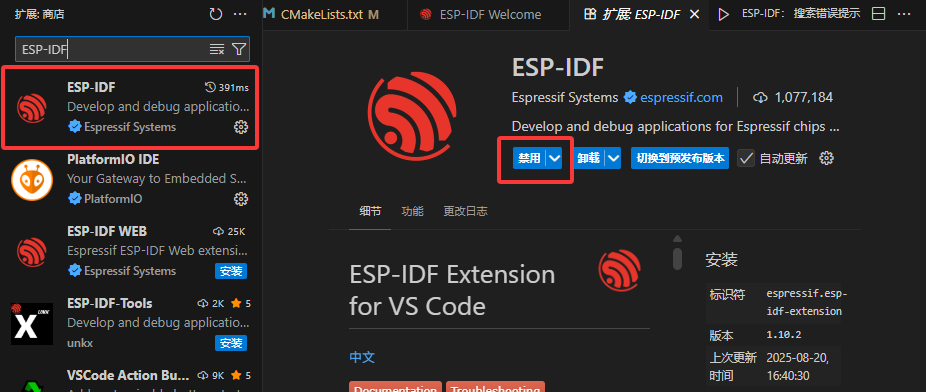 扩展: 商店
CMakeLists.txt M
ESP-IDF Welcome
扩展: ESP-IDF
ESP-IDF: 搜索错误提示
ESP-IDF
ESP-IDF 391ms
Develop and debug applicatio...
Espressif Systems
PlatformIO IDE
Your Gateway to Embedded S...
PlatformIO
ESP-IDF WEB 25K
Espressif ESP-IDF Web extensi...
Espressif Systems 安装
ESP-IDF-Tools 2K 5
Develop and debug applicatio...
unkx 安装
VSCode Action Bu... 9K 5
ESP-IDF
Espressif Systems espressif.com 1,077,184
Develop and debug applications for Espressif chips ...
禁用 卸载 切换到预发布版本 自动更新
细节 功能 更改日志
ESP-IDF Extension
for VS Code
中文
Documentation Troubleshooting
安装
标识符 espressif.esp-
idf-extension
版本 1.10.2
上次更新 2025-08-20,
时间 16:40:30